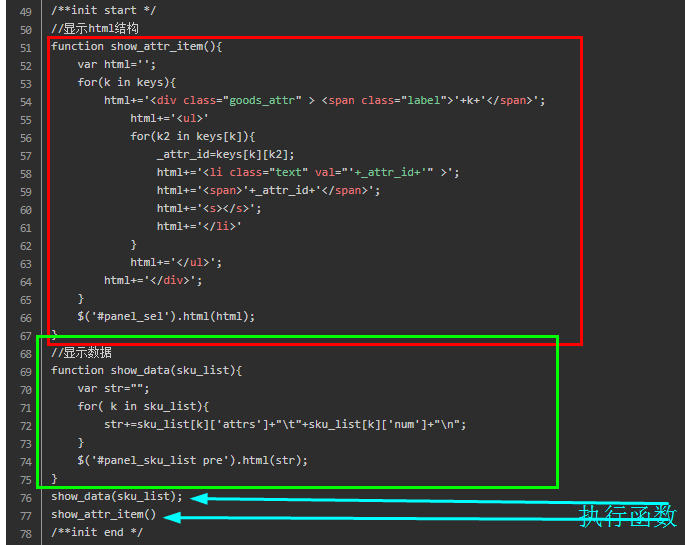 49 /**init start */
50 //显示html结构
51 function show_attr_item(){
52 var html='';
53 for(k in keys){
54 html+='<div class="goods_attr" > <span class="label">'+k+'</span>';
55 html+='<ul>'
56 for(k2 in keys[k]){
57 _attr_id=keys[k][k2];
58 html+='<li class="text" val="'+_attr_id+'" >';
59 html+='<span>'+_attr_id+'</span>';
60 html+='<s></s>';
61 html+='</li>'
62 }
63 html+='</ul>';
64 html+='</div>';
65 }
66 $('#panel_sel').html(html);
67 }
68 //显示数据
69 function show_data(sku_list){
70 var str="";
71 for( k in sku_list){
72 str+=sku_list[k]['attrs']+"\t"+sku_list[k]['num']+"\n";
73 }
74 $('#panel_sku_list pre').html(str);
75 }
76 show_data(sku_list);
77 show_attr_item() 执行函数
78 /**init end */